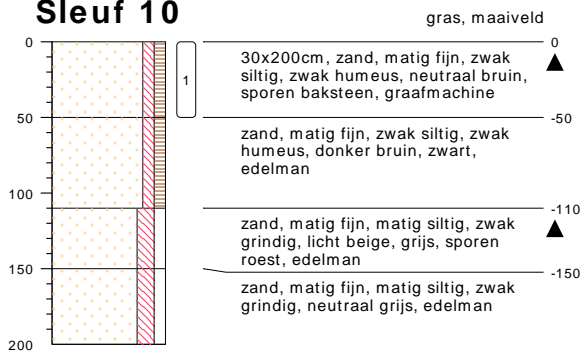 Sleuf 10
gras, maaiveld
0
0
1
30x200cm, zand, matig fijn, zwak
siltig, zwak humeus, neutraal bruin,
sporen baksteen, graafmachine
50
-50
zand, matig fijn, zwak siltig, zwak
humeus, donker bruin, zwart,
edelman
100
-110
zand, matig fijn, matig siltig, zwak
grindig, licht beige, grijs, sporen
roest, edelman
150
-150
zand, matig fijn, matig siltig, zwak
grindig, neutraal grijs, edelman
200